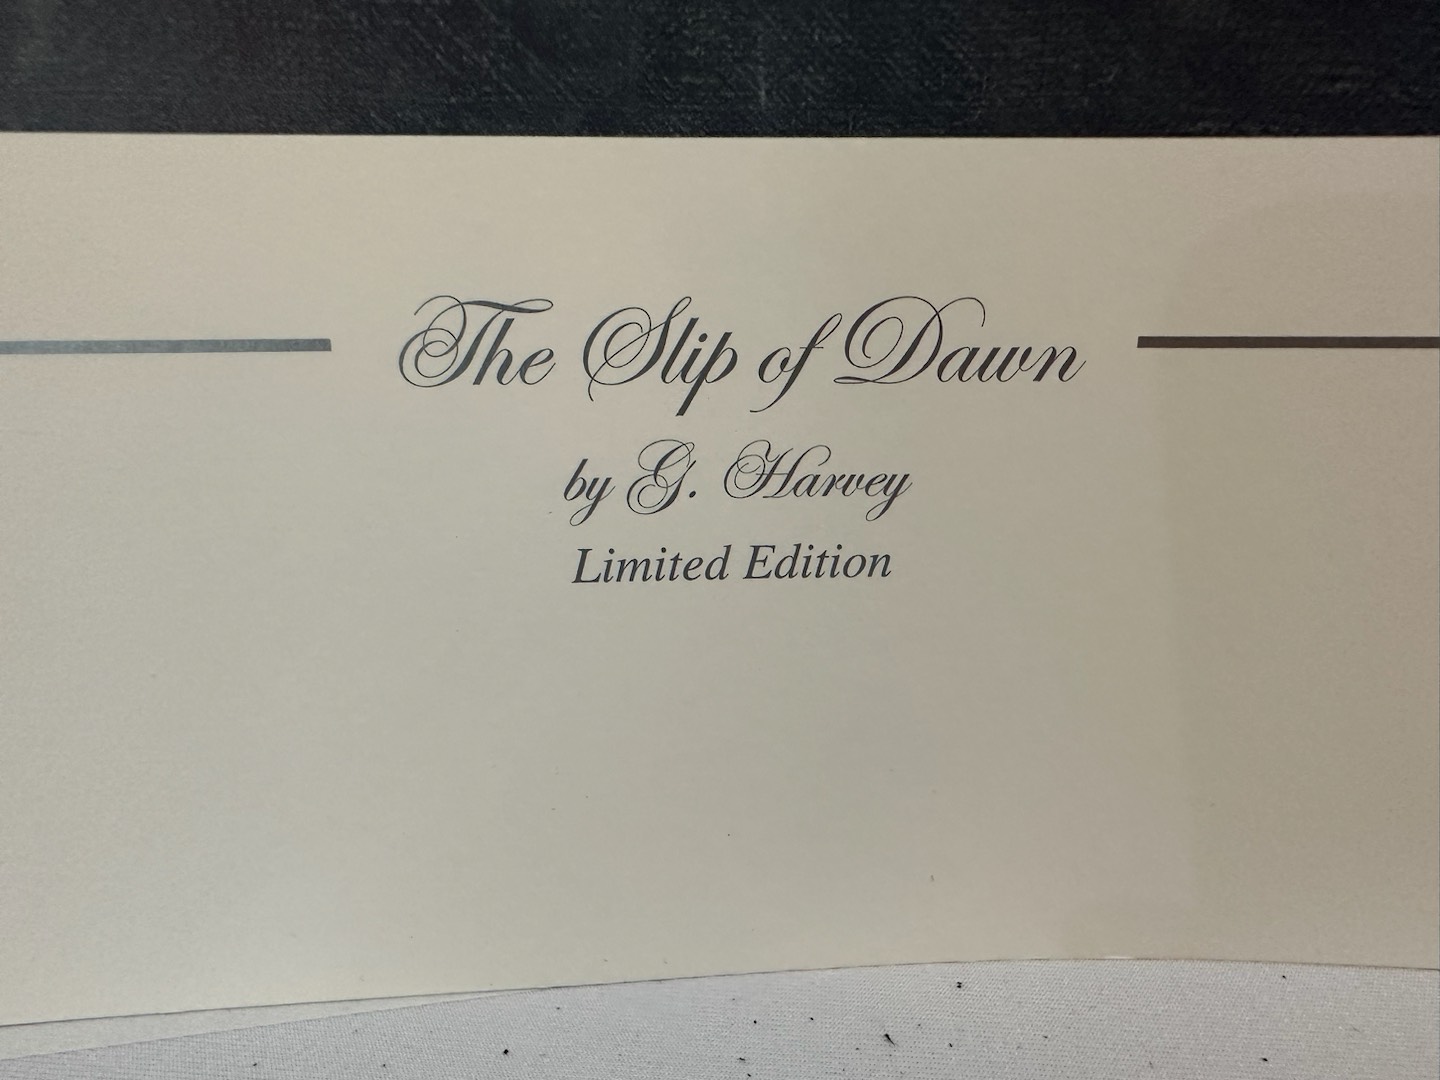 The Slip of Dawn
by G. Harvey
Limited Edition